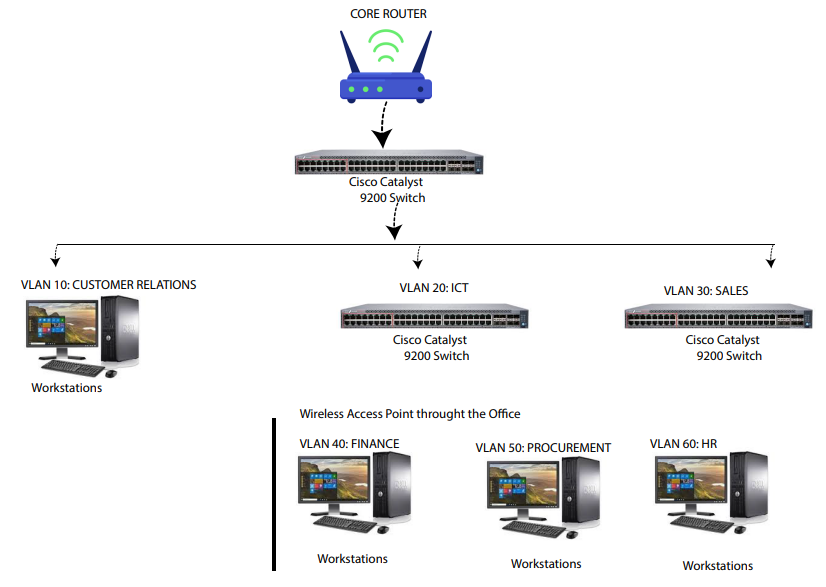 CORE ROUTER
Cisco Catalyst
9200 Switch
VLAN 10: CUSTOMER RELATIONS
VLAN 20: ICT
VLAN 30: SALES
Cisco Catalyst
9200 Switch
Cisco Catalyst
9200 Switch
Workstations
Wireless Access Point throught the Office
VLAN 40: FINANCE
VLAN 50: PROCUREMENT
VLAN 60: HR
Workstations
Workstations
Workstations